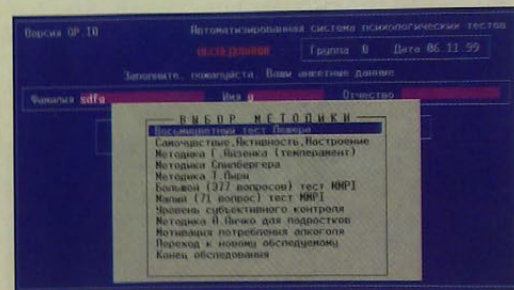 Версия ОР.10 Автоматизированная система психологических тестов
ОБСЛЕДОВАНИЕ Группа 0 Дата 06.11.99
Заполните, пожалуйста, Ваши анкетные данные
Фамилия sdfg Имя g Отчество
ВЫБОР МЕТОДИКИ
Восьмицветный тест Люшера
Самочувствие,Активность,Настроение
Методика Г.Айзенка (темперамент)
Методика Спилбергера
Методика Т.Лири
Большой (377 вопросов) тест MMPI
Малый (71 вопрос) тест MMPI
Уровень субъективного контроля
Методика А.Личко для подростков
Мотивация потребления алкоголя
Переход к новому обследуемому
Конец обследования